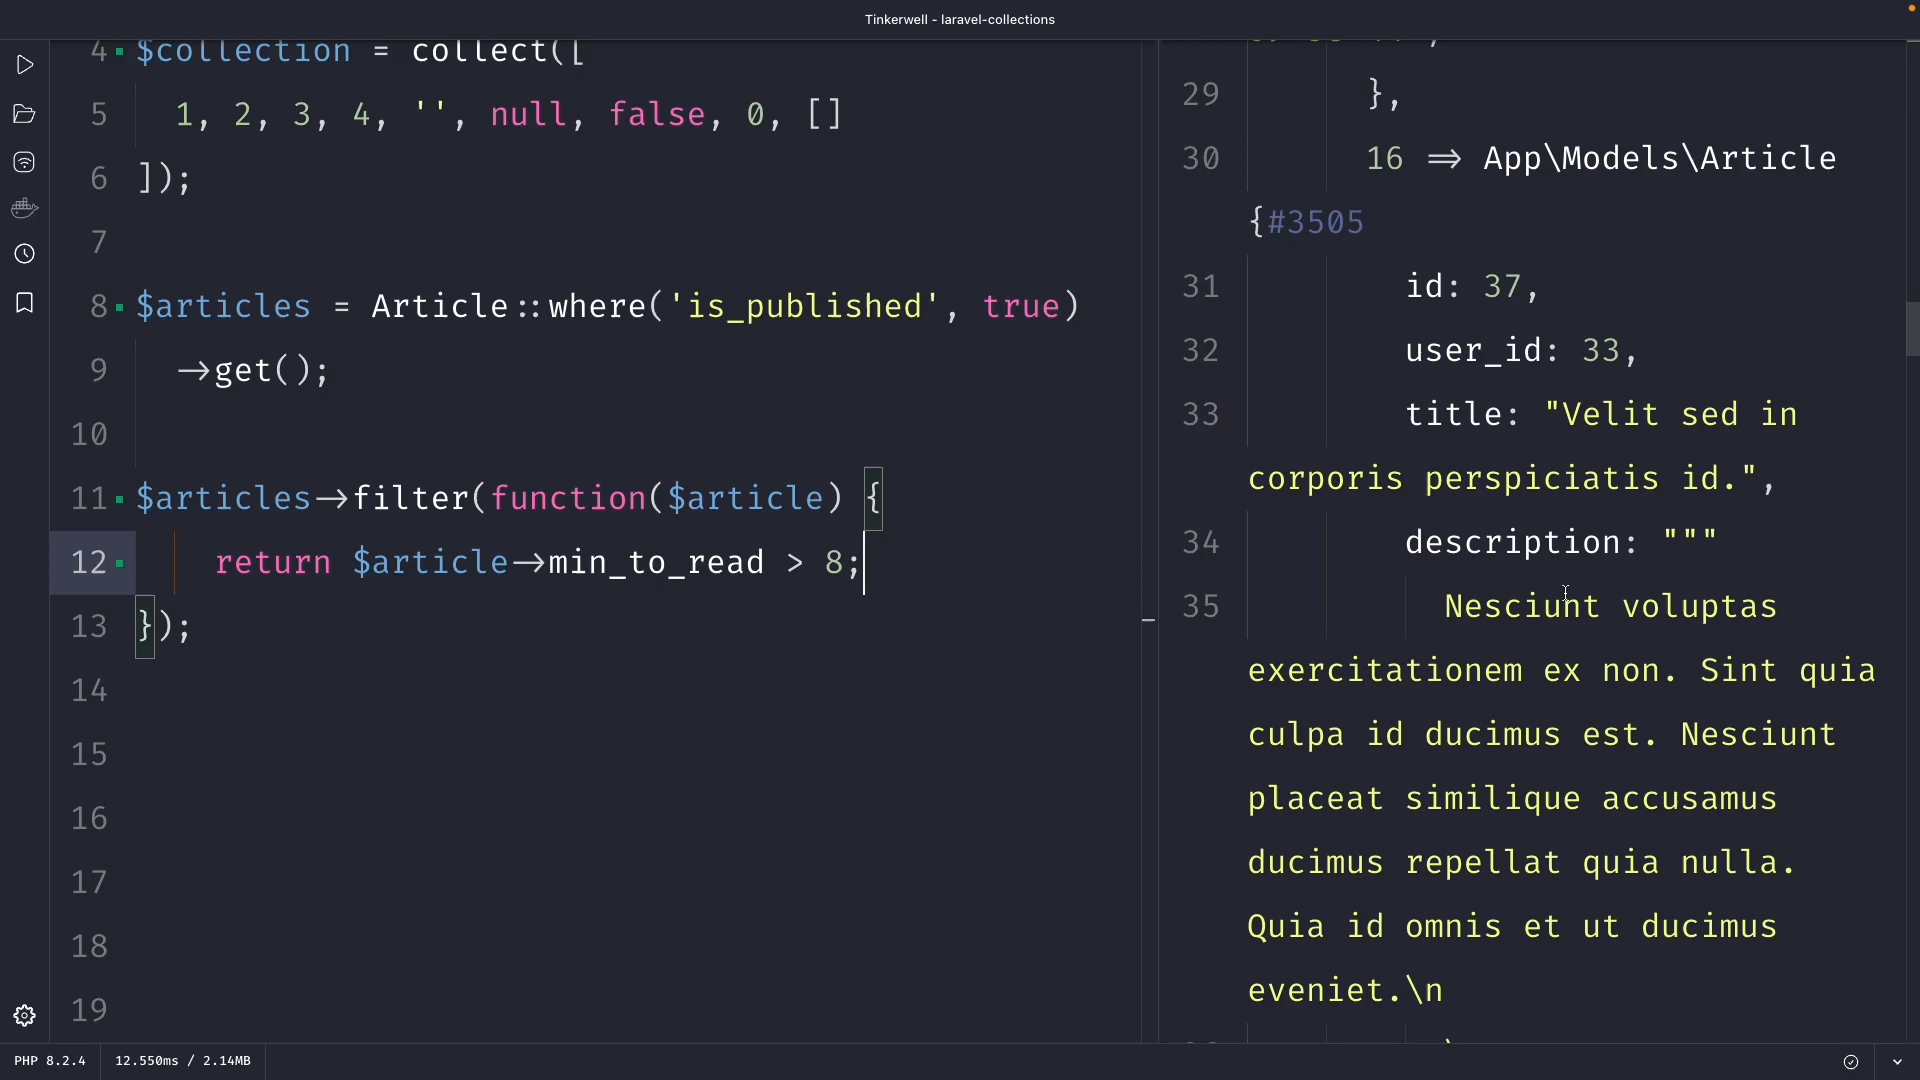 Tinkerwell - laravel-collections
4 $collection = collect([
5 1, 2, 3, 4, '', null, false, 0, []
6 ]);
7
8 $articles = Article::where('is_published', true)
9 ->get();
10
11 $articles->filter(function($article) {
12 return $article->min_to_read > 8;
13 });
14
15
16
17
18
19
29 },
30 16 => App\Models\Article
{#3505
31 id: 37,
32 user_id: 33,
33 title: "Velit sed in
corporis perspiciatis id.",
34 description: """
35 Nesciunt voluptas
exercitationem ex non. Sint quia
culpa id ducimus est. Nesciunt
placeat similique accusamus
ducimus repellat quia nulla.
Quia id omnis et ut ducimus
eveniet.\n
PHP 8.2.4
12.550ms / 2.14MB